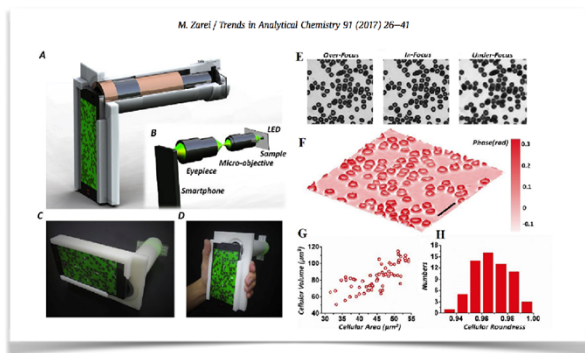 M. Zarei / Trends in Analytical Chemistry 91 (2017) 26–41
A
B
LED
Sample
Micro-objective
Eyepiece
Smartphone
C
D
E
Over-Focus
In-Focus
Under-Focus
F
Phase(rad)
0.3
0.2
0.1
0
-0.1
G
Cellular Volume (μm³)
120
100
80
60
40
30
35
40
45
50
55
Cellular Area (μm²)
H
Numbers
18
15
12
9
6
3
0
0.94
0.96
0.98
1.00
Cellular Roundness